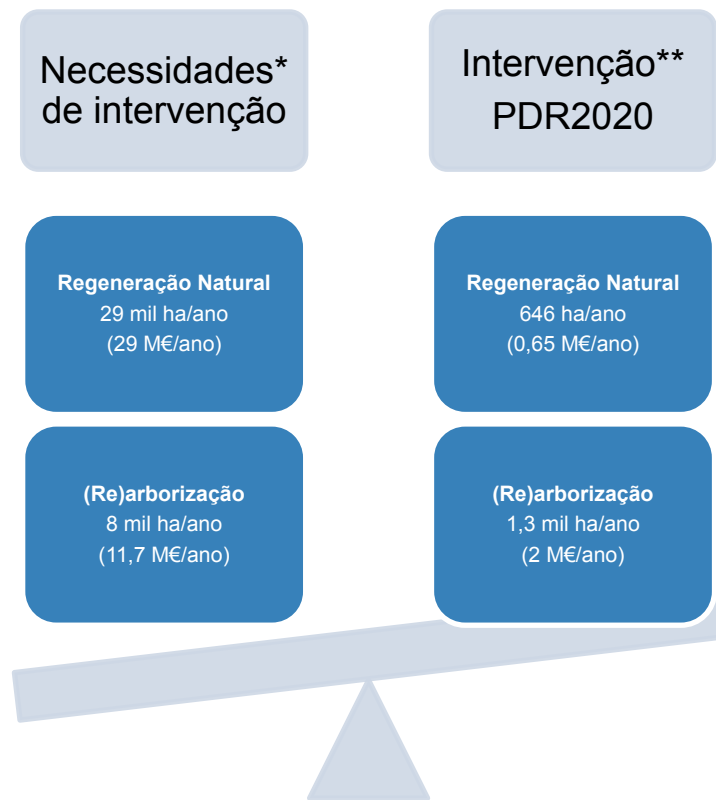 Necessidades*
de intervenção
Intervenção**
PDR2020
Regeneração Natural
29 mil ha/ano
(29 M€/ano)
Regeneração Natural
646 ha/ano
(0,65 M€/ano)
(Re)arborização
8 mil ha/ano
(11,7 M€/ano)
(Re)arborização
1,3 mil ha/ano
(2 M€/ano)